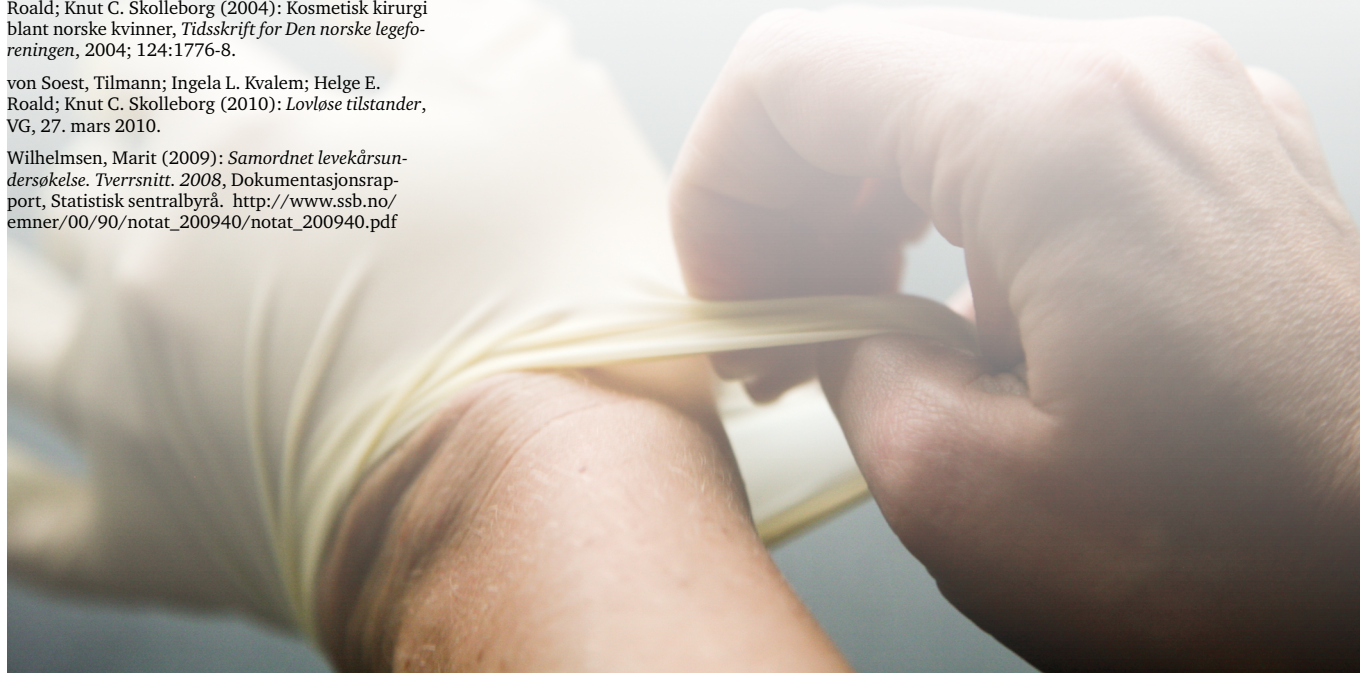 Roald; Knut C. Skolleborg (2004): Kosmetisk kirurgi
blant norske kvinner, Tidsskrift for Den norske legefo-
reningen, 2004; 124:1776-8.
von Soest, Tilmann; Ingela L. Kvalem; Helge E.
Roald; Knut C. Skolleborg (2010): Lovløse tilstander,
VG, 27. mars 2010.
Wilhelmsen, Marit (2009): Samordnet levekårsun-
dersøkelse. Tverrsnitt. 2008, Dokumentasjonsrap-
port, Statistisk sentralbyrå. http://www.ssb.no/
emner/00/90/notat_200940/notat_200940.pdf